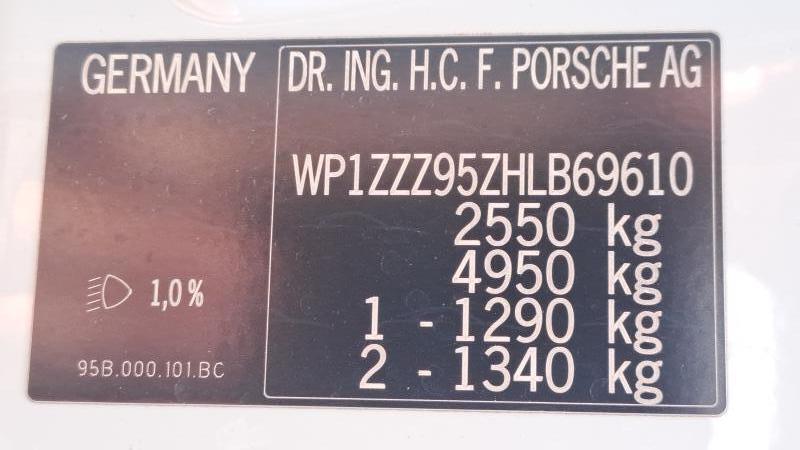 GERMANY
DR. ING. H.C. F. PORSCHE AG
WP1ZZZ95ZHLB69610
2550 kg
4950 kg
1 - 1290 kg
2 - 1340 kg
1,0%
95B.000.101.BC